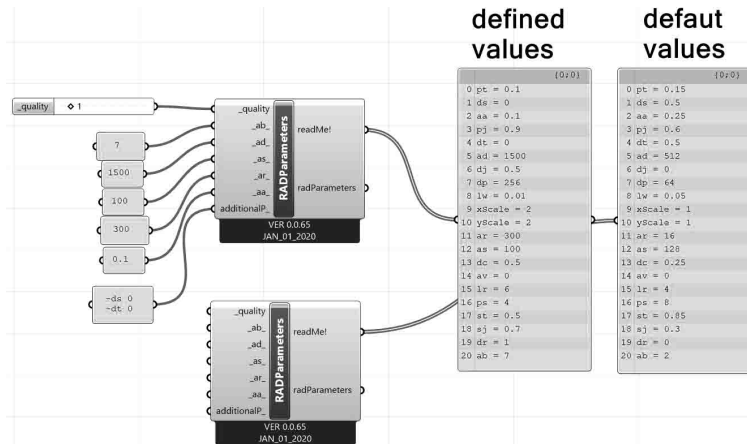 defined
values
defaut
values
_quality
◇ 1
7
1500
100
300
0.1
-ds 0
-dt 0
_quality
_ab_
_ad_
_as_
_ar_
_aa_
additionalP_
RADParameters
readMe!
radParameters
VER 0.0.65
JAN_01_2020
_quality
_ab_
_ad_
_as_
_ar_
_aa_
additionalP_
RADParameters
readMe!
radParameters
VER 0.0.65
JAN_01_2020
{0;0}
0 pt = 0.1
1 ds = 0
2 aa = 0.1
3 pj = 0.9
4 dt = 0
5 ad = 1500
6 dj = 0.5
7 dp = 256
8 lw = 0.01
9 xScale = 2
10 yScale = 2
11 ar = 300
12 as = 100
13 dc = 0.5
14 av = 0
15 lr = 6
16 ps = 4
17 st = 0.5
18 sj = 0.7
19 dr = 1
20 ab = 7
{0;0}
0 pt = 0.15
1 ds = 0.5
2 aa = 0.25
3 pj = 0.6
4 dt = 0.5
5 ad = 512
6 dj = 0
7 dp = 64
8 lw = 0.05
9 xScale = 1
10 yScale = 1
11 ar = 16
12 as = 128
13 dc = 0.25
14 av = 0
15 lr = 4
16 ps = 8
17 st = 0.85
18 sj = 0.3
19 dr = 0
20 ab = 2